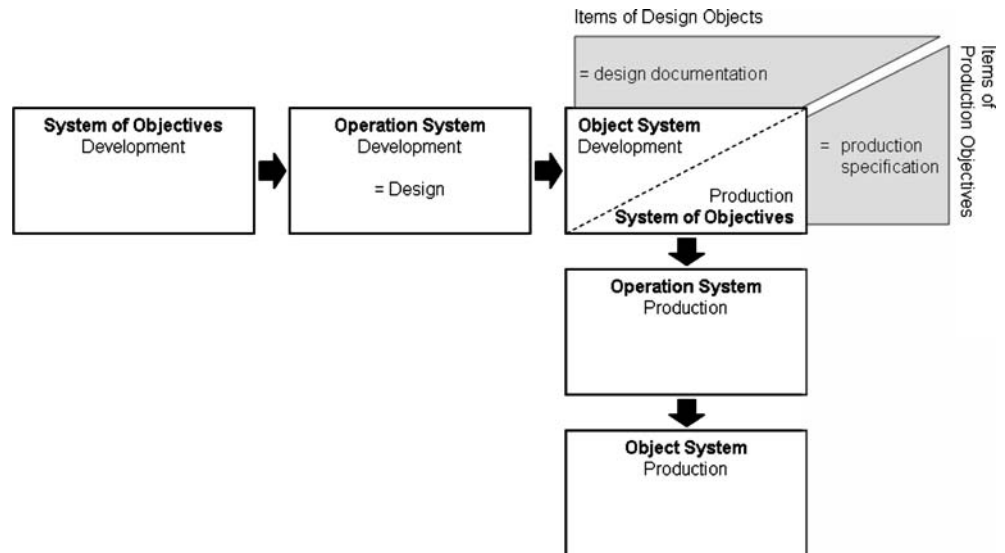 Items of Design Objects
= design documentation
Items of
Production Objectives
= production
specification
System of Objectives
Development
Operation System
Development
= Design
Object System
Development
Production
System of Objectives
Operation System
Production
Object System
Production